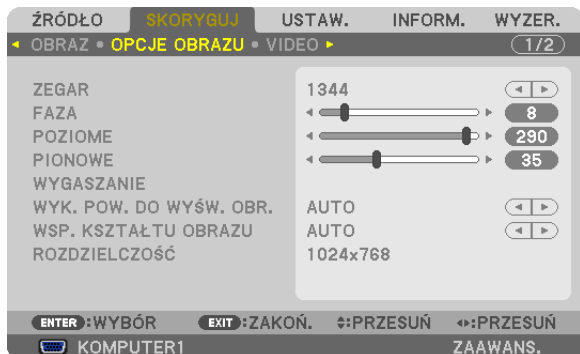 ŹRÓDŁO SKORYGUJ USTAW. INFORM. WYZER.
OBRAZ • OPCJE OBRAZU • VIDEO 1/2
ZEGAR 1344
FAZA 8
POZIOME 290
PIONOWE 35
WYGASZANIE
WYK. POW. DO WYŚW. OBR. AUTO
WSP. KSZTAŁTU OBRAZU AUTO
ROZDZIELCZOŚĆ 1024x768
ENTER :WYBÓR EXIT :ZAKOŃ. :PRZESUŃ :PRZESUŃ
KOMPUTER1 ZAAWANS.